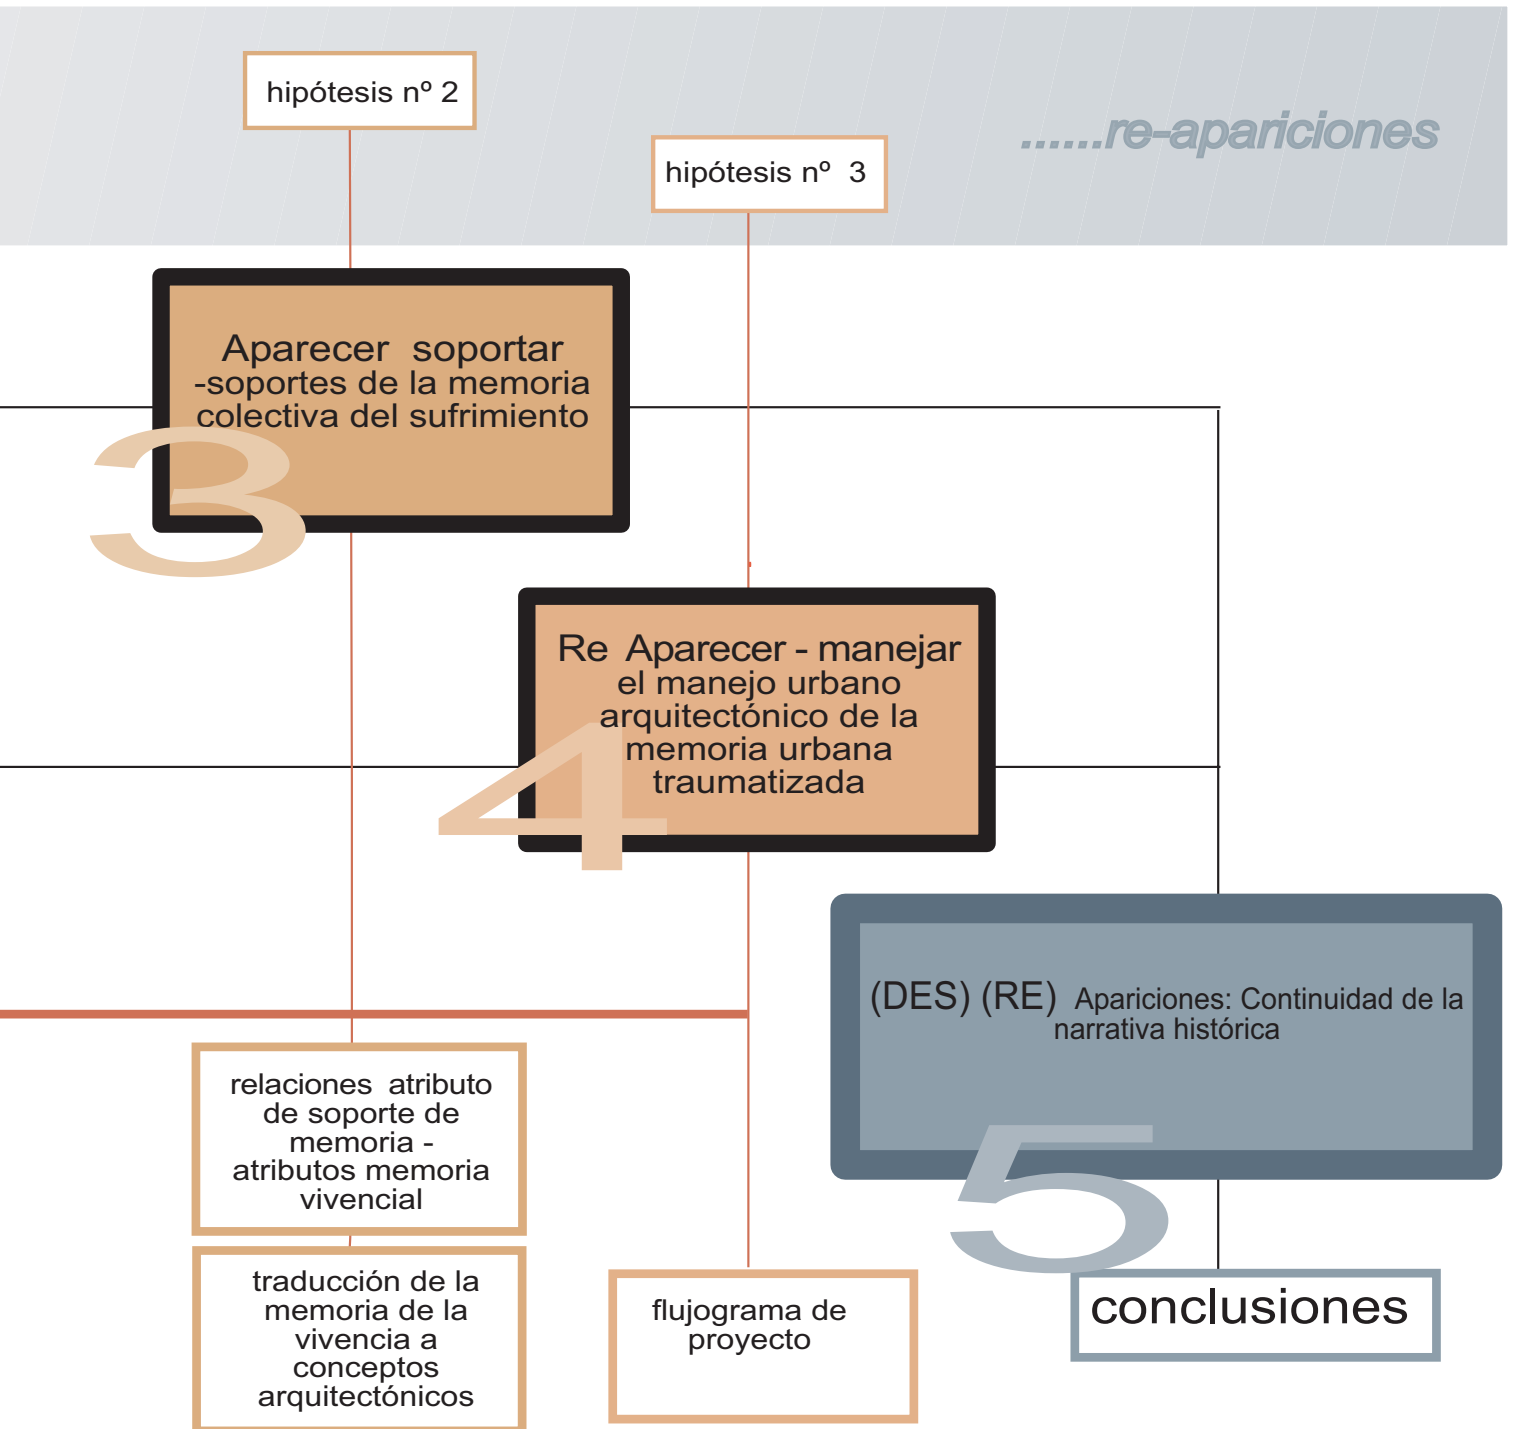 hipótesis nº 2
......re-apariciones
hipótesis nº 3
Aparecer soportar
-soportes de la memoria
colectiva del sufrimiento
3
Re Aparecer - manejar
el manejo urbano
arquitectónico de la
memoria urbana
traumatizada
4
(DES) (RE) Apariciones: Continuidad de la
narrativa histórica
5
relaciones atributo
de soporte de
memoria -
atributos memoria
vivencial
traducción de la
memoria de la
vivencia a
conceptos
arquitectónicos
flujograma de
proyecto
conclusiones